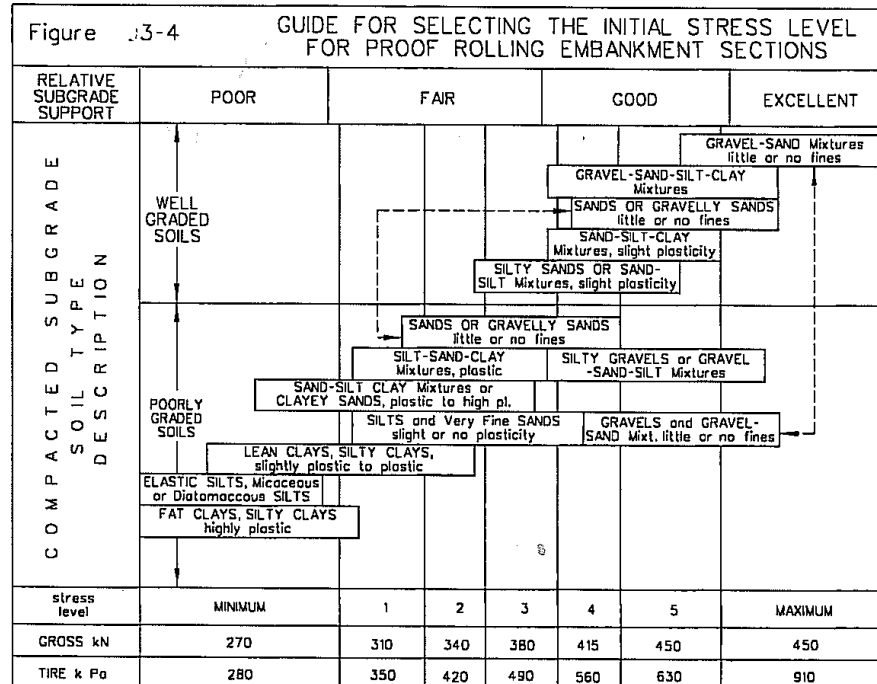 Figure J3-4
GUIDE FOR SELECTING THE INITIAL STRESS LEVEL
FOR PROOF ROLLING EMBANKMENT SECTIONS
RELATIVE
SUBGRADE
SUPPORT
POOR
FAIR
GOOD
EXCELLENT
COMPACTED SUBGRADE
SOIL TYPE
DESCRIPTION
WELL
GRADED
SOILS
GRAVEL-SAND Mixtures
little or no fines
GRAVEL-SAND-SILT-CLAY
Mixtures
SANDS OR GRAVELLY SANDS
little or no fines
SAND-SILT-CLAY
Mixtures, slight plasticity
SILTY SANDS OR SAND-
SILT Mixtures, slight plasticity
POORLY
GRADED
SOILS
SANDS OR GRAVELLY SANDS
little or no fines
SILT-SAND-CLAY
Mixtures, plastic
SILTY GRAVELS or GRAVEL
-SAND-SILT Mixtures
SAND-SILT CLAY Mixtures or
CLAYEY SANDS, plastic to high pl.
SILTS and Very Fine SANDS
slight or no plasticity
GRAVELS and GRAVEL-
SAND Mixt. little or no fines
LEAN CLAYS, SILTY CLAYS,
slightly plastic to plastic
ELASTIC SILTS, Micaceous
or Diatomaccous SILTS
FAT CLAYS, SILTY CLAYS
highly plastic
stress
level
MINIMUM 1 2 3 4 5 MAXIMUM
GROSS kN 270 310 340 380 415 450 450
TIRE k Pa 280 350 420 490 560 630 910